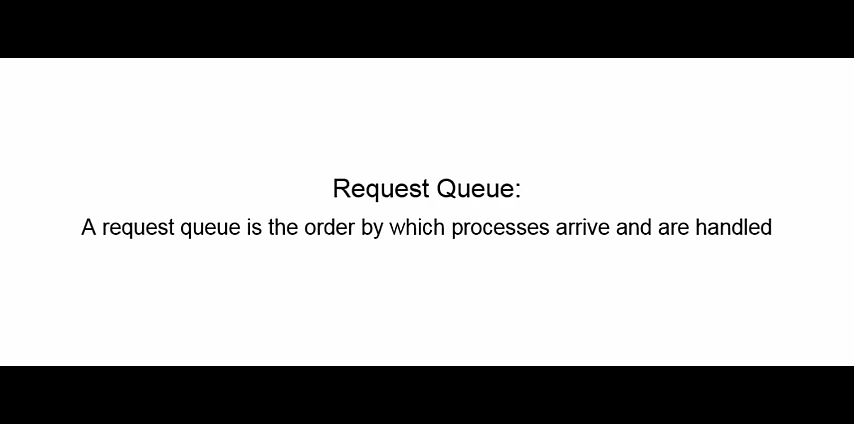 Request Queue:
A request queue is the order by which processes arrive and are handled